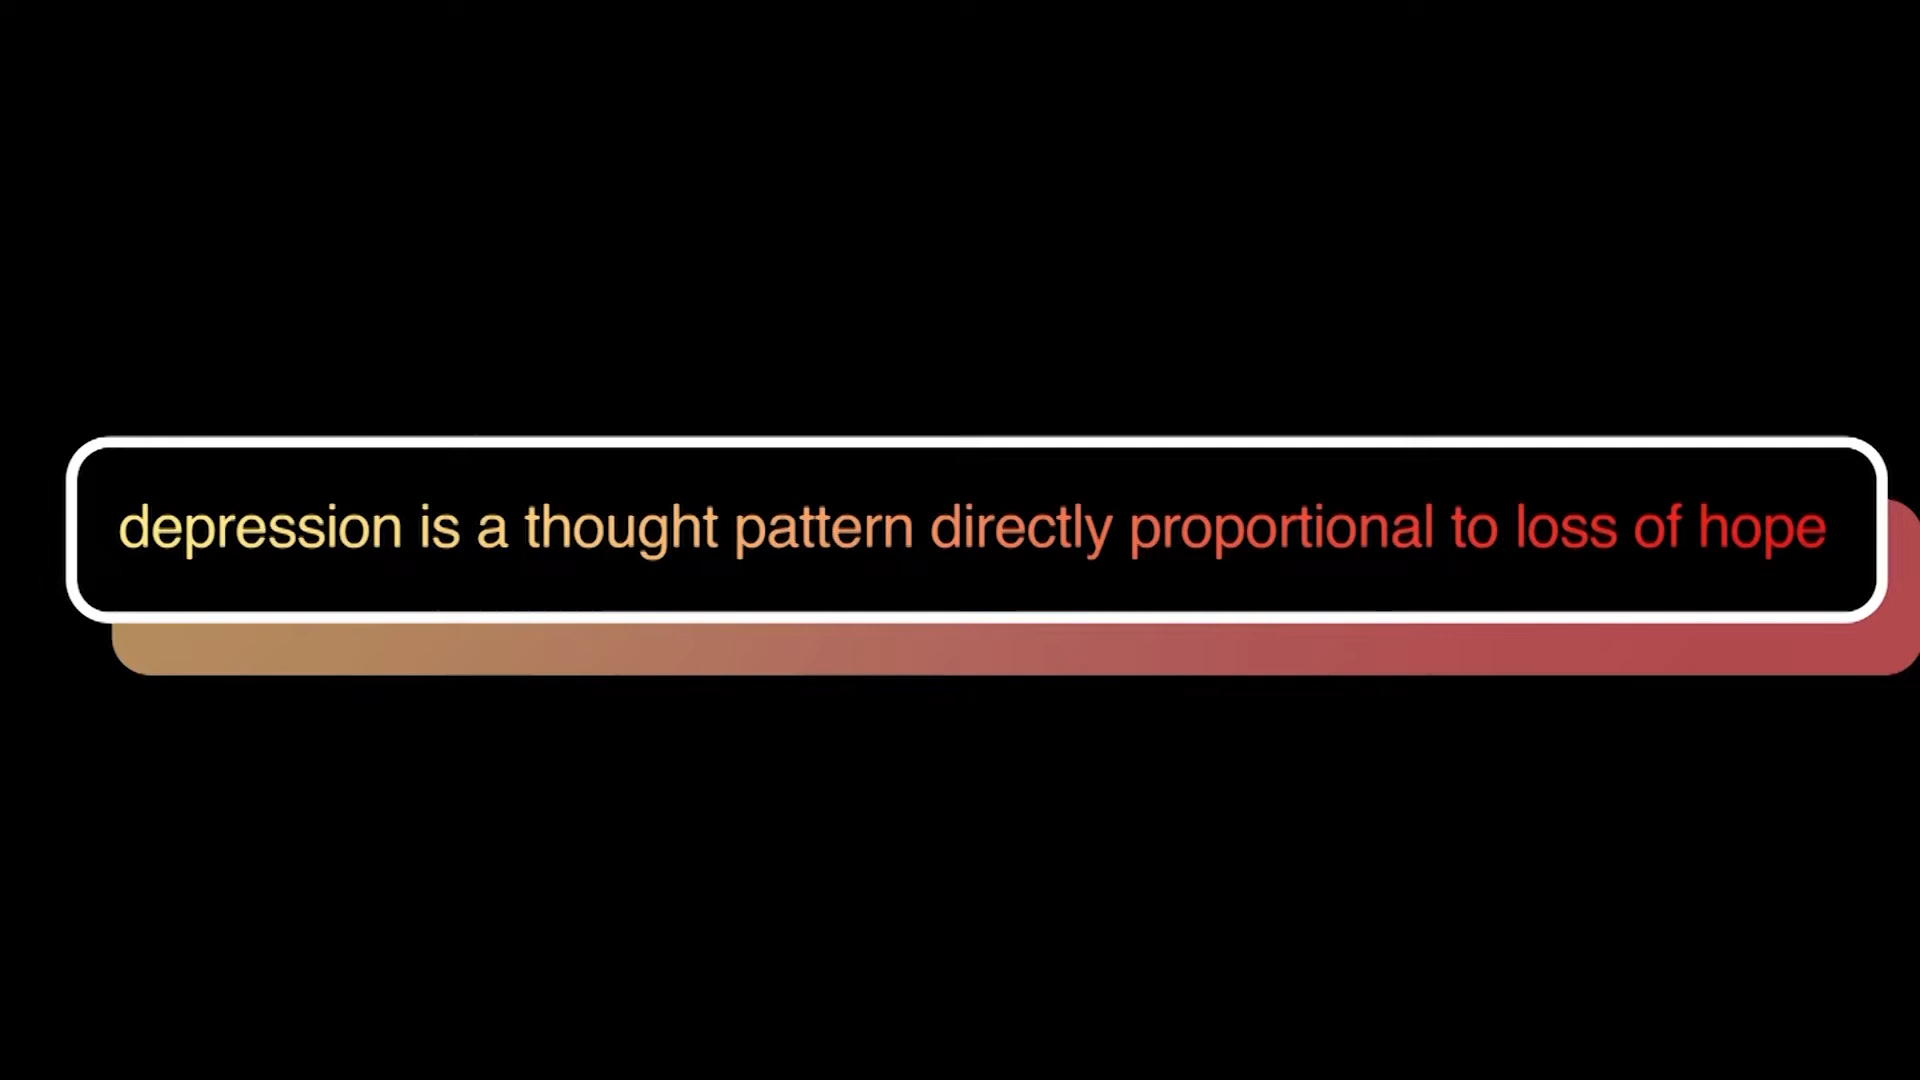 depression is a thought pattern directly proportional to loss of hope